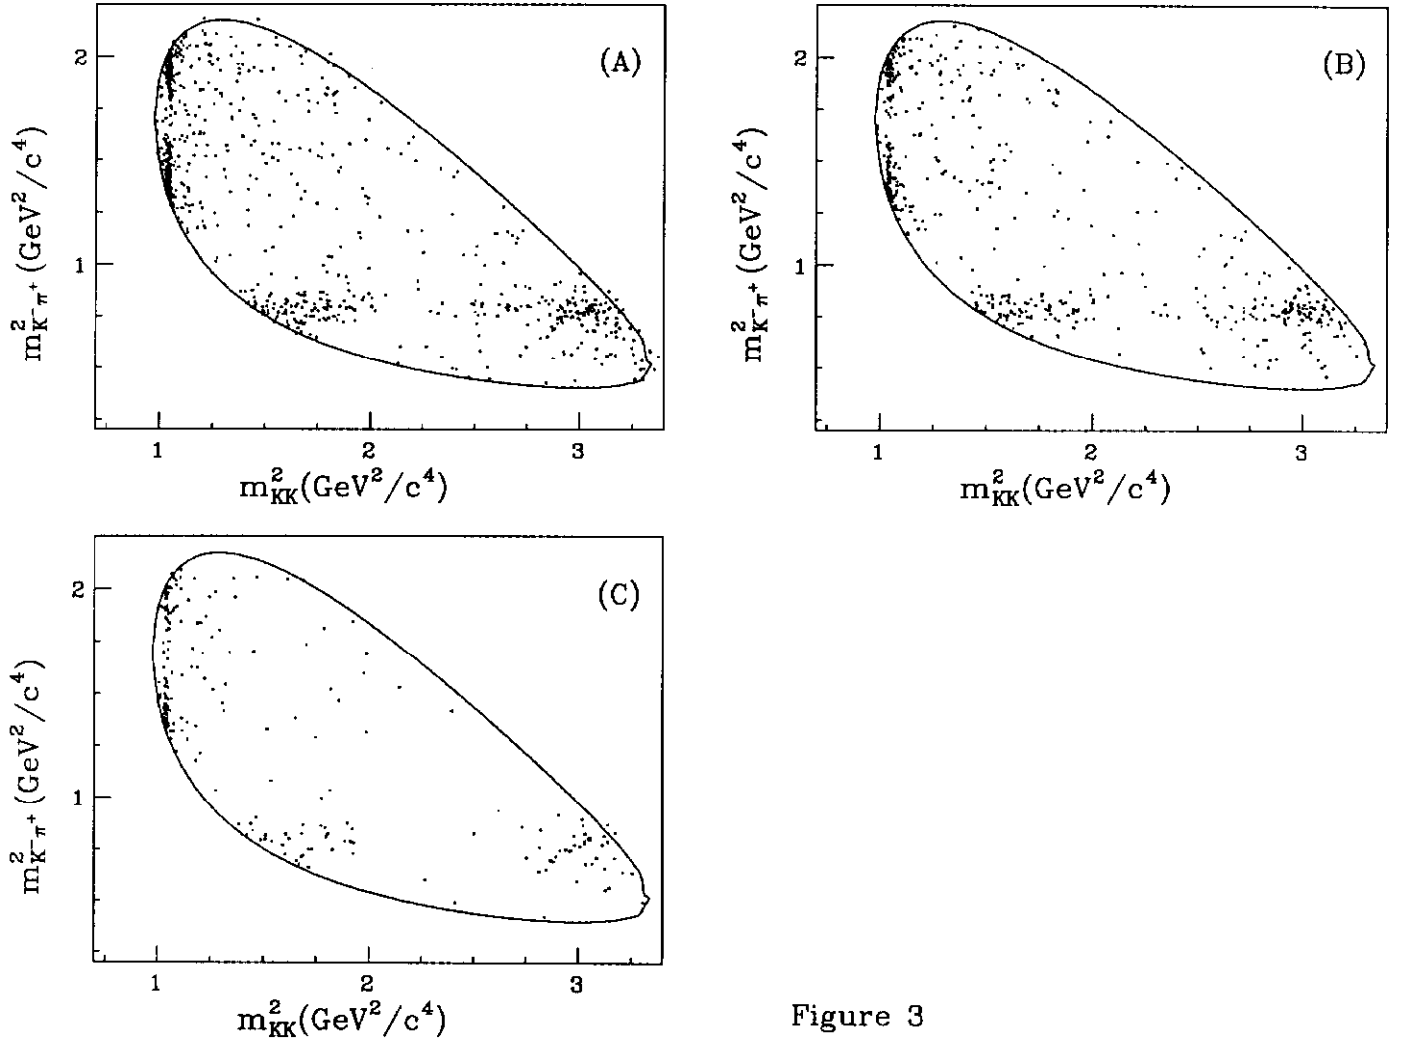 (A)
2
1
m²K⁻π⁺(GeV²/c⁴)
1 2 3
m²KK(GeV²/c⁴)
(B)
2
1
m²K⁻π⁺(GeV²/c⁴)
1 2 3
m²KK(GeV²/c⁴)
(C)
2
1
m²K⁻π⁺(GeV²/c⁴)
1 2 3
m²KK(GeV²/c⁴)
Figure 3